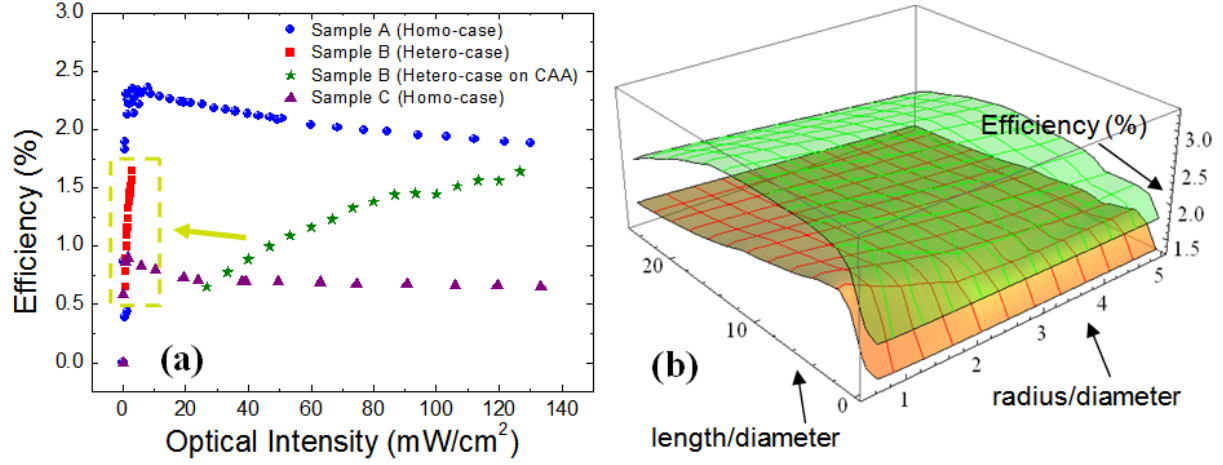 3.0
2.5
2.0
1.5
1.0
0.5
0.0
Efficiency (%)
Sample A (Homo-case)
Sample B (Hetero-case)
Sample B (Hetero-case on CAA)
Sample C (Homo-case)
(a)
0 20 40 60 80 100 120 140
Optical Intensity (mW/cm²)
Efficiency (%)
3.0
2.5
2.0
1.5
20
10
0
1
2
3
4
5
(b)
length/diameter
radius/diameter